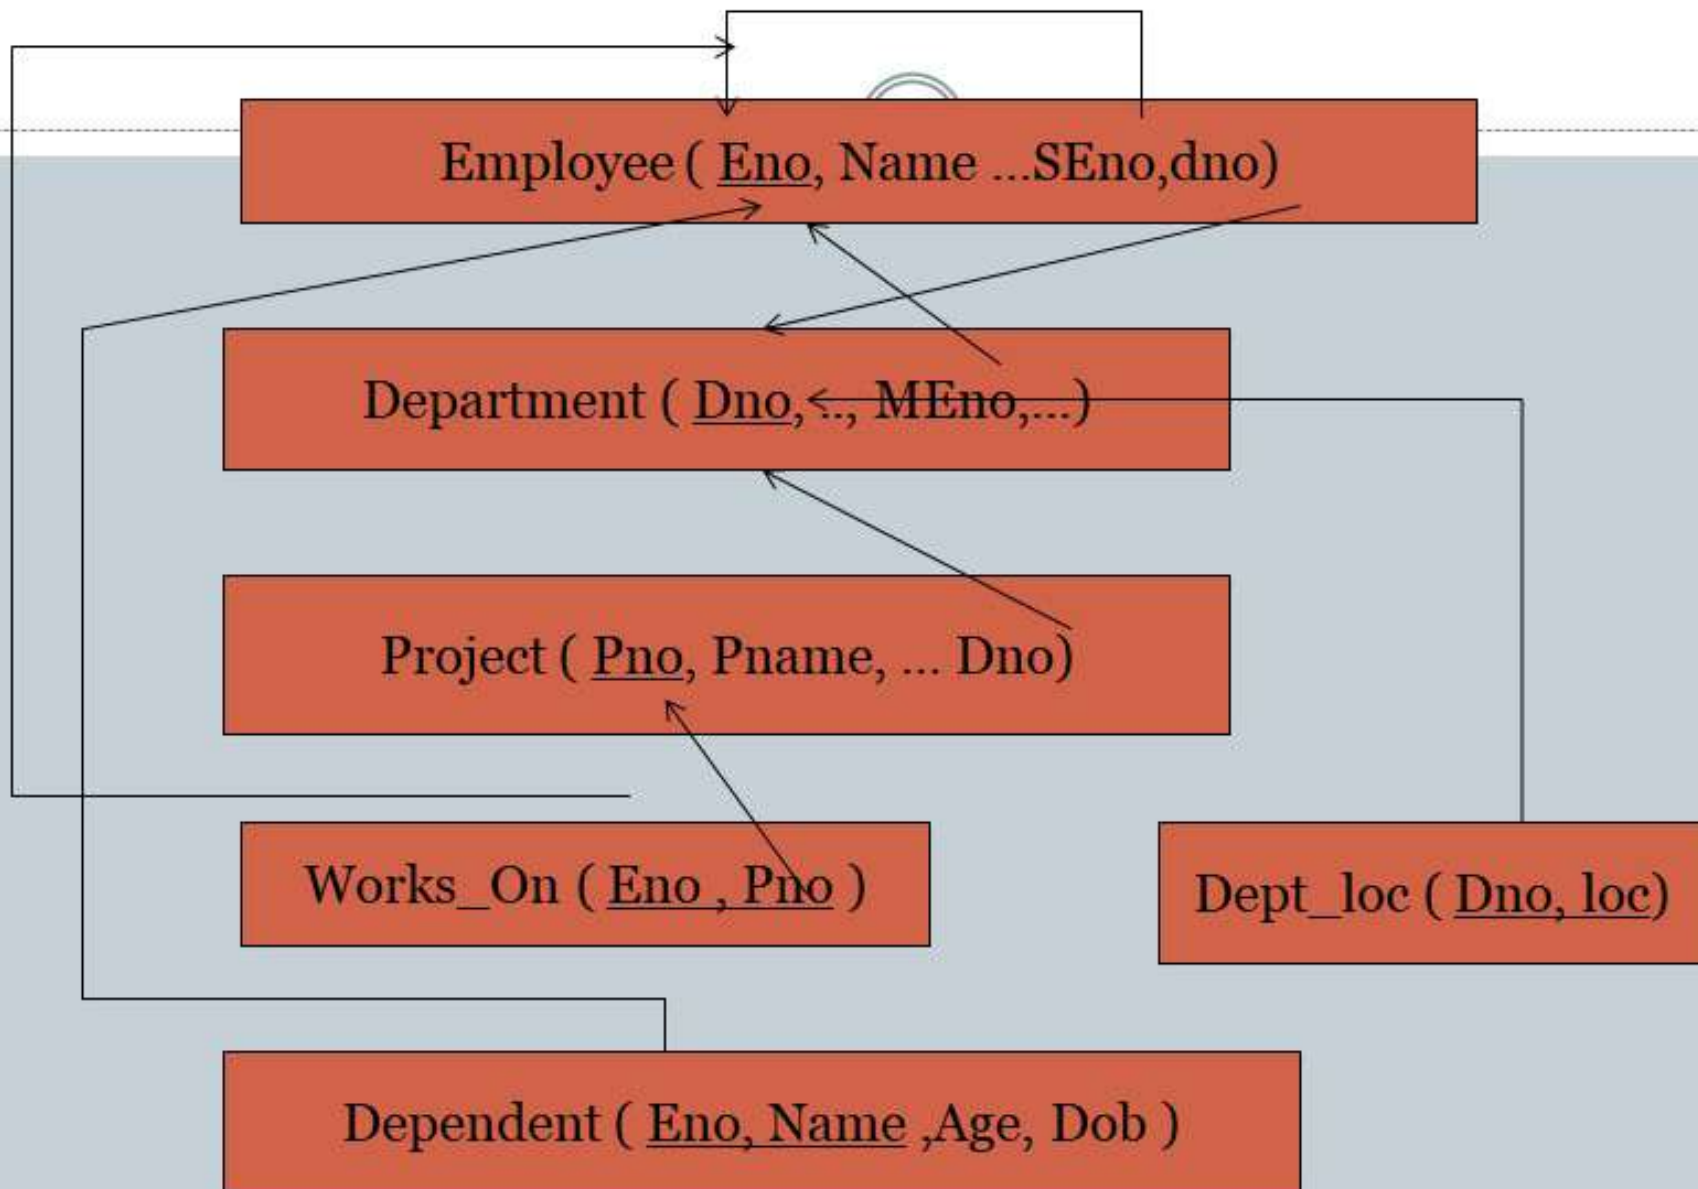 Employee ( Eno, Name ...SEno,dno)
Department ( Dno,.., MEno,...)
Project ( Pno, Pname, ... Dno)
Works_On ( Eno , Pno )
Dept_loc ( Dno, loc)
Dependent ( Eno, Name ,Age, Dob )